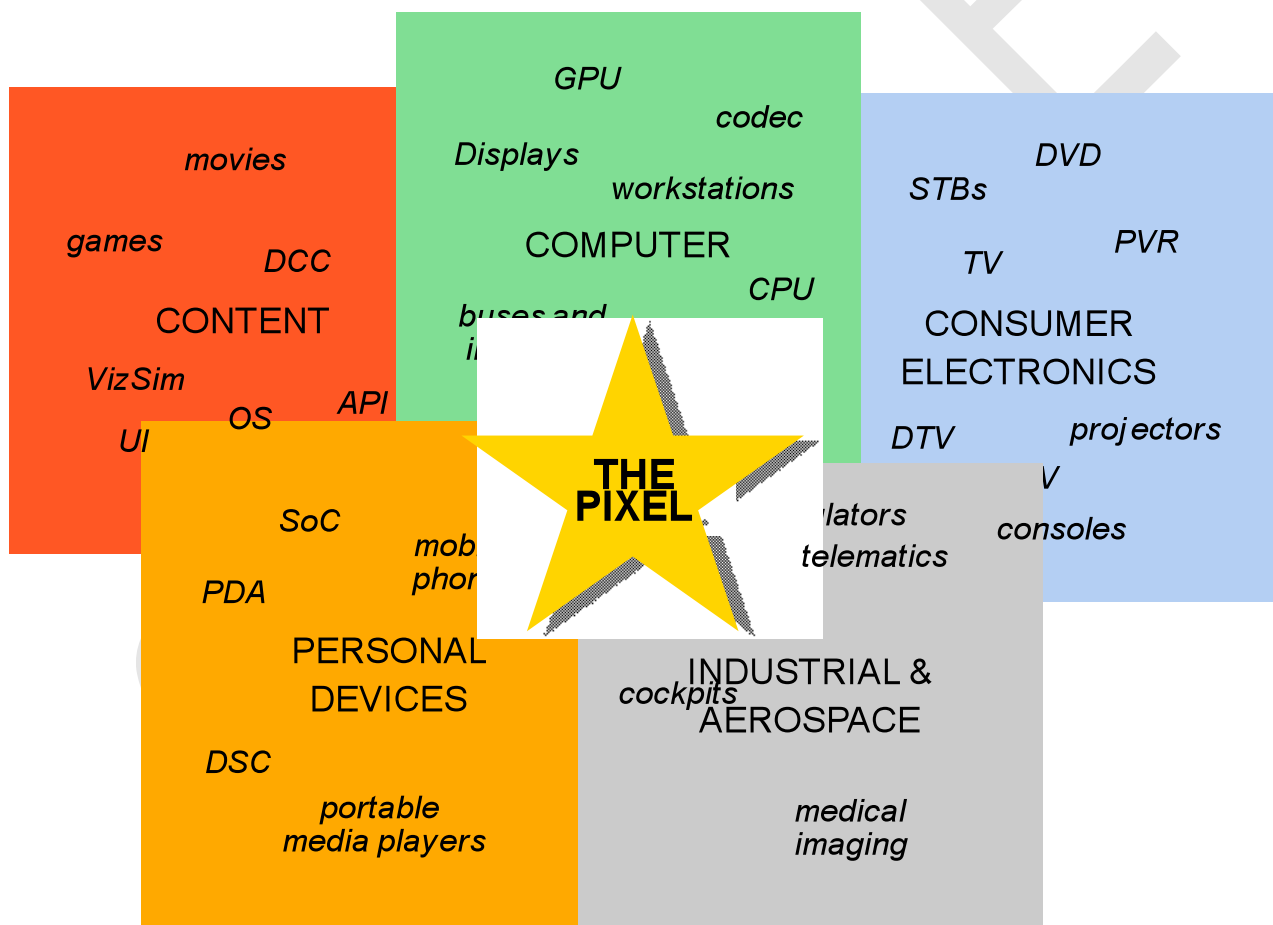 movies
games
DCC
CONTENT
VizSim
OS
API
UI
GPU
codec
Displays
workstations
COMPUTER
CPU
buses and
DVD
STBs
PVR
TV
CONSUMER
ELECTRONICS
DTV
projectors
consoles
THE
PIXEL
SoC
PDA
PERSONAL
DEVICES
DSC
portable
media players
telematics
INDUSTRIAL &
cockpits
AEROSPACE
medical
imaging